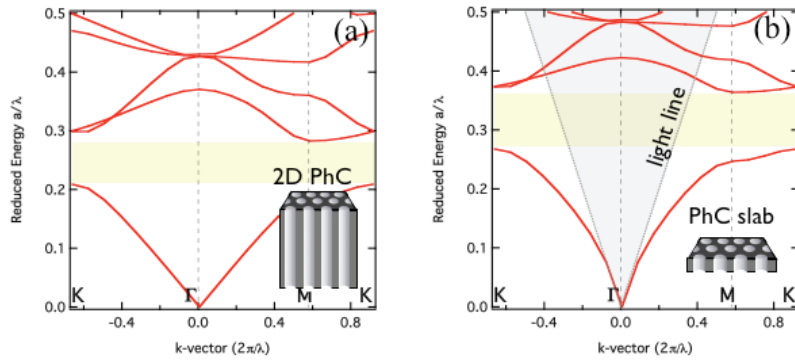 (a)
0.5
0.4
0.3
0.2
0.1
0.0
Reduced Energy a/λ
2D PhC
K
Γ
M
K
-0.4
0.0
0.4
0.8
k-vector (2π/λ)
(b)
0.5
0.4
0.3
0.2
0.1
0.0
Reduced Energy a/λ
light line
PhC slab
K
Γ
M
K
-0.4
0.0
0.4
0.8
k-vector (2π/λ)